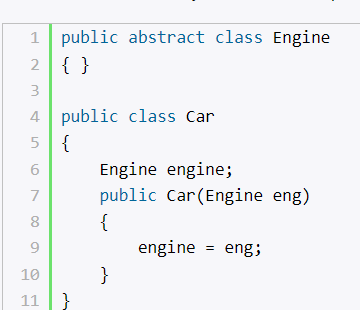 1 public abstract class Engine
2 { }
3
4 public class Car
5 {
6     Engine engine;
7     public Car(Engine eng)
8     {
9         engine = eng;
10     }
11 }